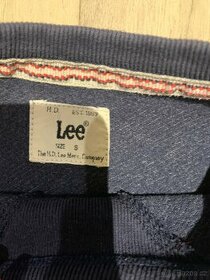 H.D. EST. 1889
Lee®
SIZE S
The H.D. Lee Merc. Company